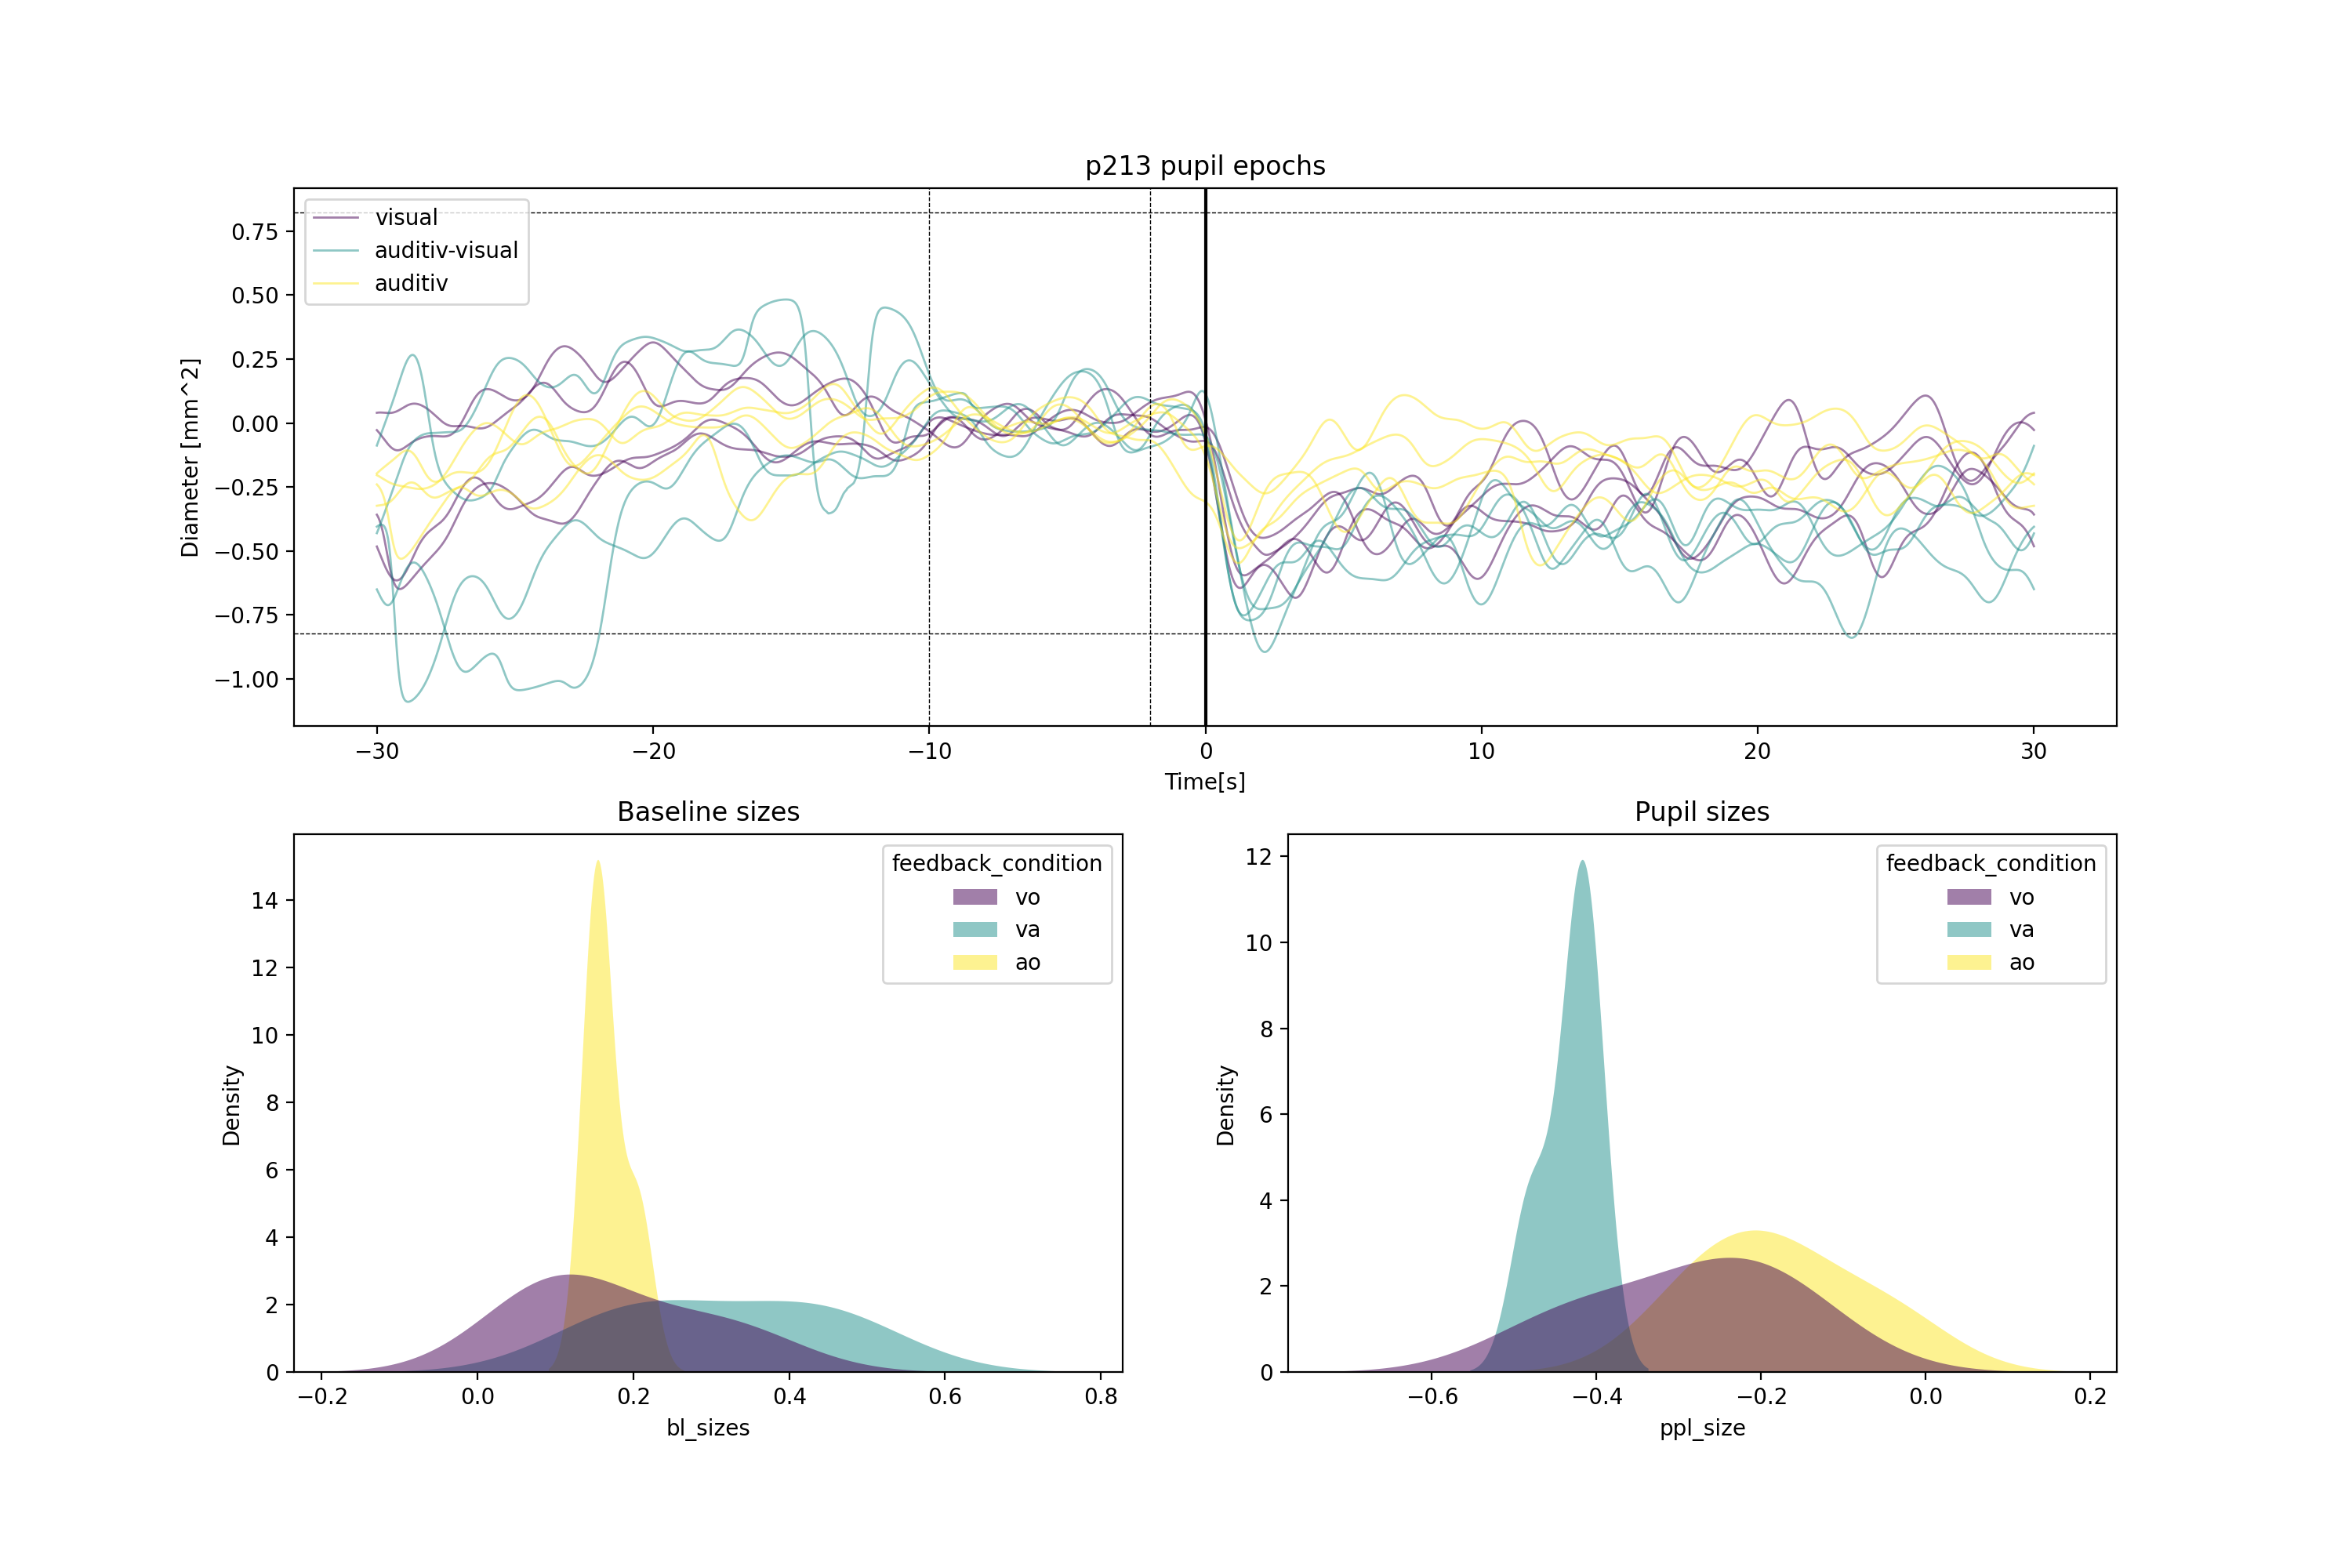 p213 pupil epochs
visual
auditiv-visual
auditiv
Diameter [mm^2]
0.75
0.50
0.25
0.00
−0.25
−0.50
−0.75
−1.00
−30
−20
−10
0
10
20
30
Time[s]
Baseline sizes
feedback_condition
vo
va
ao
Density
14
12
10
8
6
4
2
0
−0.2
0.0
0.2
0.4
0.6
0.8
bl_sizes
Pupil sizes
feedback_condition
vo
va
ao
Density
12
10
8
6
4
2
0
−0.6
−0.4
−0.2
0.0
0.2
ppl_size